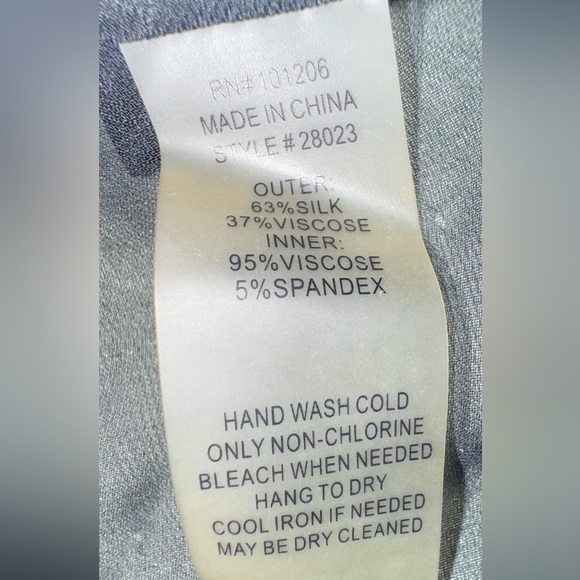 RN#101206
MADE IN CHINA
STYLE # 28023
OUTER:
63%SILK
37%VISCOSE
INNER:
95%VISCOSE
5%SPANDEX
HAND WASH COLD
ONLY NON-CHLORINE
BLEACH WHEN NEEDED
HANG TO DRY
COOL IRON IF NEEDED
MAY BE DRY CLEANED